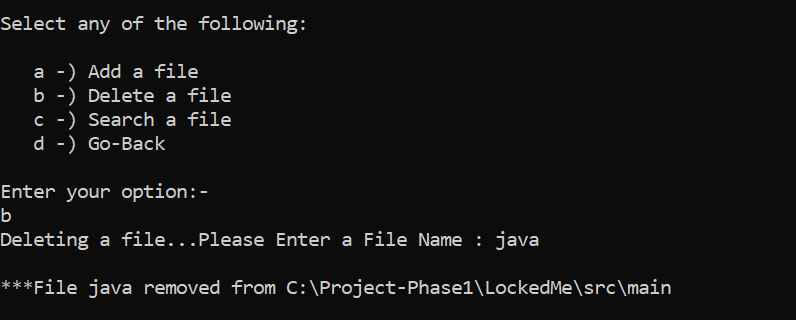 Select any of the following:
a -) Add a file
b -) Delete a file
c -) Search a file
d -) Go-Back
Enter your option:-
b
Deleting a file...Please Enter a File Name : java
***File java removed from C:\Project-Phase1\LockedMe\src\main